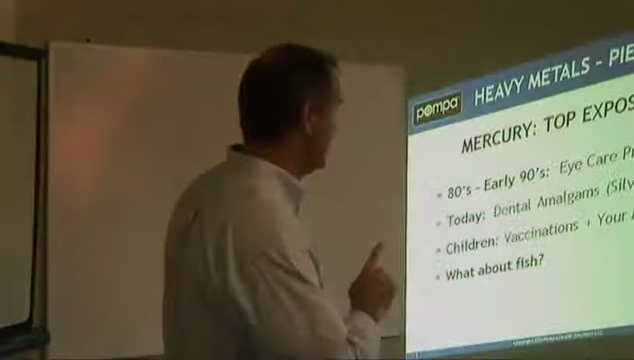 pompa
HEAVY METALS - PIE
MERCURY: TOP EXPOS
80's - Early 90's: Eye Care Pr
Today: Dental Amalgams (Silv
Children: Vaccinations + Your
What about fish?